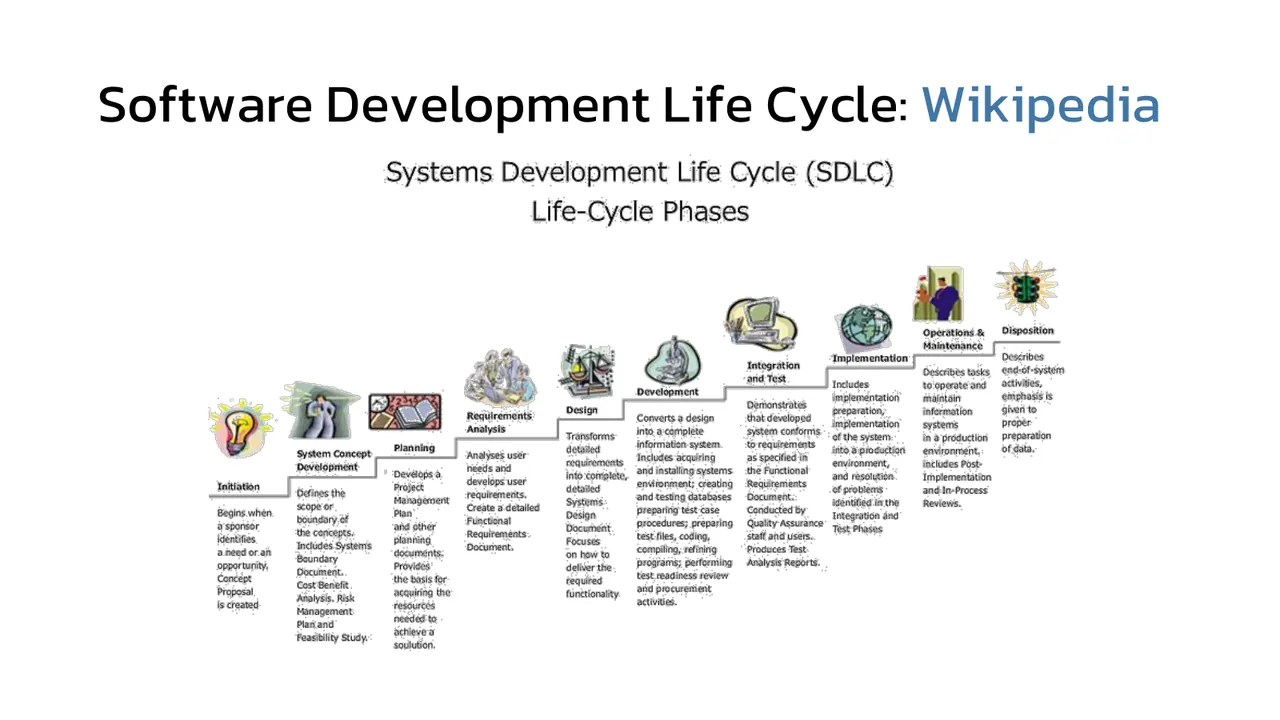 Software Development Life Cycle: Wikipedia
Systems Development Life Cycle (SDLC)
Life-Cycle Phases
Initiation
Begins when
a sponsor
identifies
a need or an
opportunity.
Concept
Proposal
is created
System Concept
Development
Defines the
scope or
boundary of
the concepts.
Includes Systems
Boundary
Document.
Cost Benefit
Analysis. Risk
Management
Plan and
Feasibility Study.
Planning
Develops a
Project
Management
Plan
and other
planning
documents.
Provides
the basis for
acquiring the
resources
needed to
achieve a
soulution.
Requirements
Analysis
Analyses user
needs and
develops user
requirements.
Create a detailed
Functional
Requirements
Document.
Design
Transforms
detailed
requirements
into complete,
detailed
Systems
Design
Document
Focuses
on how to
deliver the
required
functionality
Development
Converts a design
into a complete
information system
Includes acquiring
and installing systems
environment; creating
and testing databases
preparing test case
procedures; preparing
test files, coding,
compiling, refining
programs; performing
test readiness review
and procurement
activities.
Integration
and Test
Demonstrates
that developed
system conforms
to requirements
as specified in
the Functional
Requirements
Document.
Conducted by
Quality Assurance
staff and users.
Produces Test
Analysis Reports.
Implementation
Includes
implementation
preparation,
implementation
of the system
into a production
environment,
and resolution
of problems
identified in the
Integration and
Test Phases
Operations &
Maintenance
Describes tasks
to operate and
maintain
information
systems
in a production
environment.
includes Post-
Implementation
and In-Process
Reviews.
Disposition
Describes
end-of-system
activities,
emphasis is
given to
proper
preparation
of data.